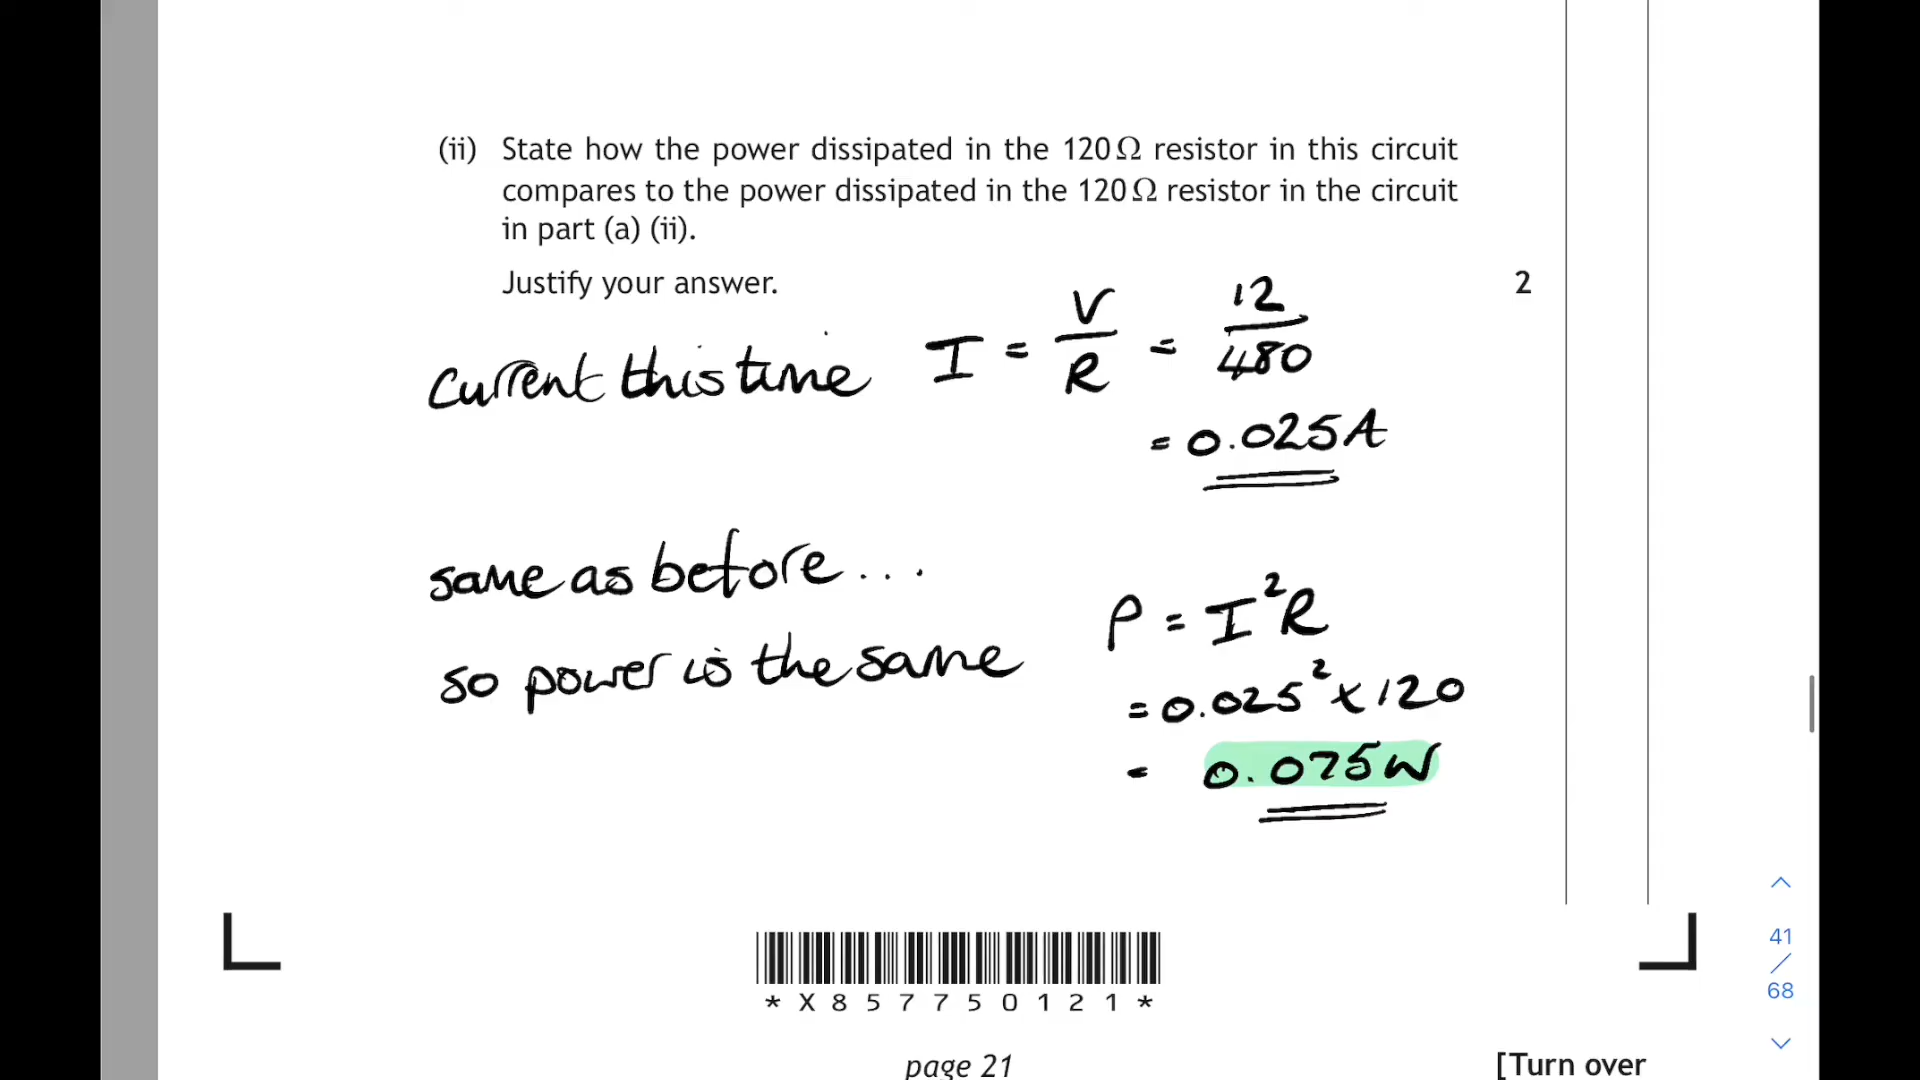 (ii) State how the power dissipated in the 120 Ω resistor in this circuit
compares to the power dissipated in the 120 Ω resistor in the circuit
in part (a) (ii).
Justify your answer. 2
current this time I = V/R = 12/480
= 0.025A
same as before...
P = I²R
so power is the same
= 0.025² x 120
= 0.075W
41
/
68
* X 8 5 7 7 5 0 1 2 1 *
page 21
[Turn over